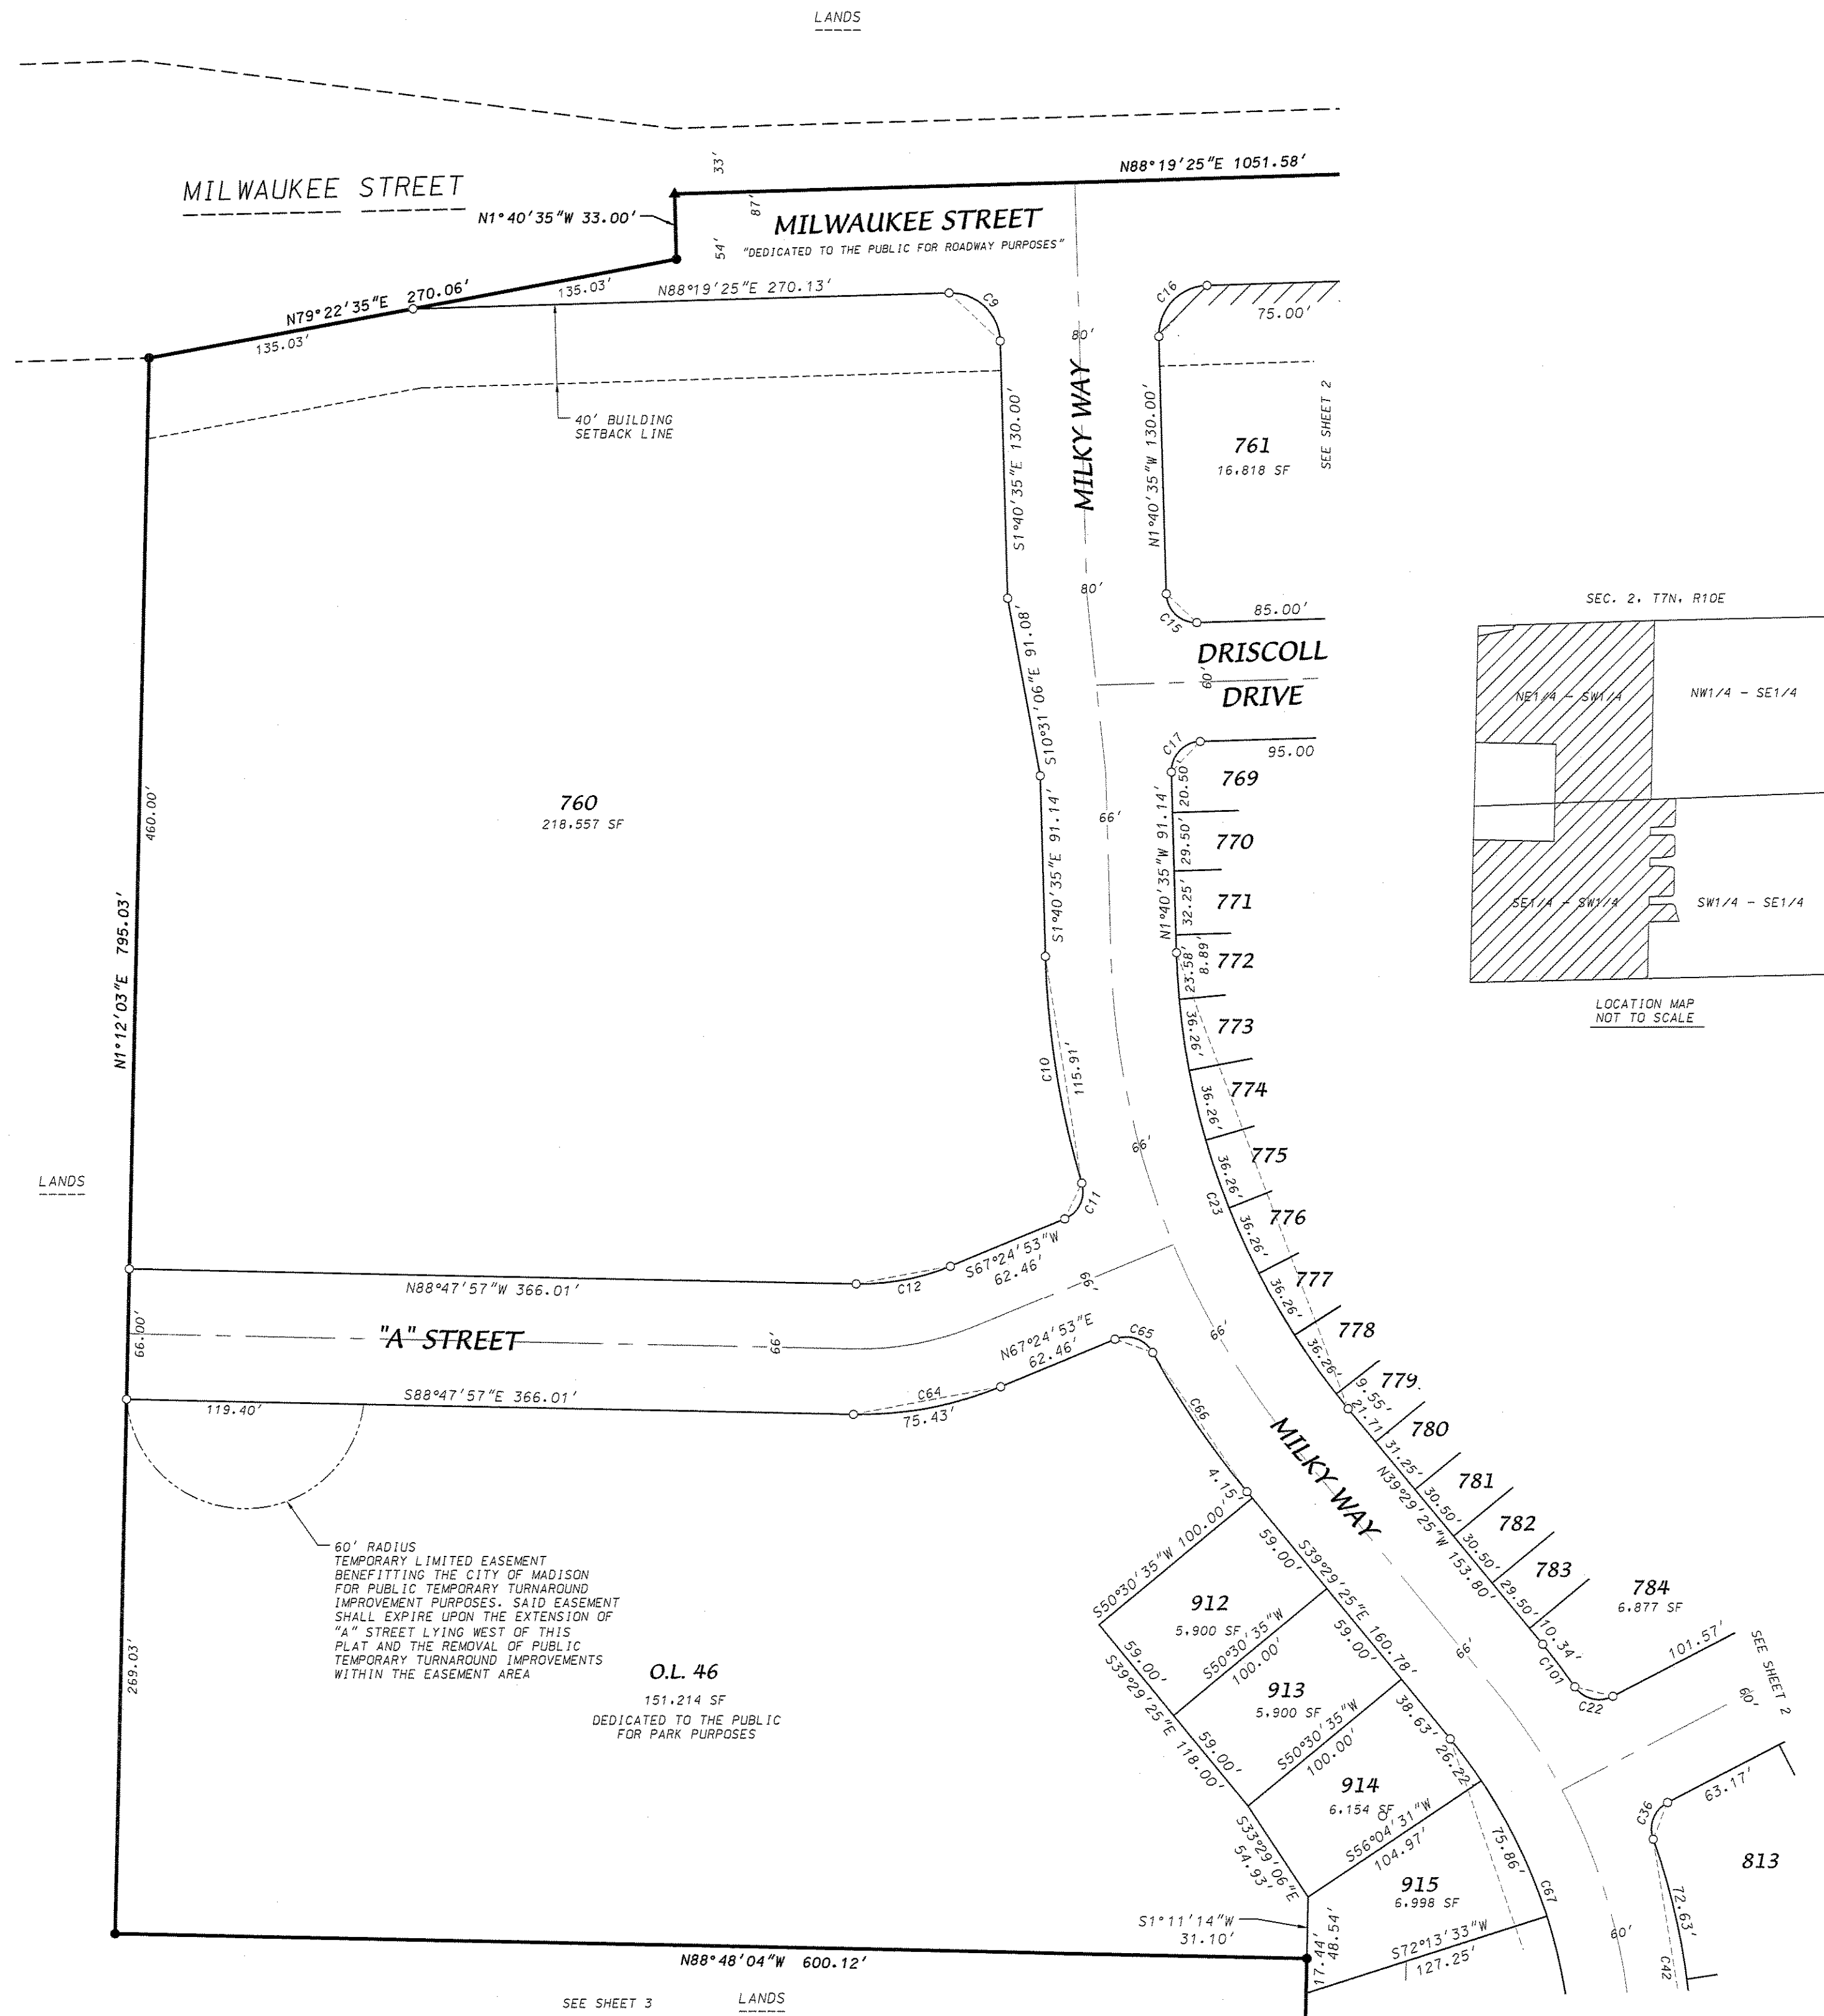 LANDS
MILWAUKEE STREET
N1°40'35"W 33.00'
33'
87'
54'
N88°19'25"E 1051.58'
MILWAUKEE STREET
"DEDICATED TO THE PUBLIC FOR ROADWAY PURPOSES"
N79°22'35"E 270.06'
135.03'
135.03'
N88°19'25"E 270.13'
C9
80'
C16
75.00'
40' BUILDING
SETBACK LINE
S1°40'35"E 130.00'
MILKY WAY
N1°40'35"W 130.00'
761
16,818 SF
SEE SHEET 2
80'
C15
85.00'
DRISCOLL
DRIVE
60'
S10°31'06"E 91.08'
C17
95.00
SEC. 2, T7N, R10E
NE1/4 - SW1/4
NW1/4 - SE1/4
SE1/4 - SW1/4
SW1/4 - SE1/4
LOCATION MAP
NOT TO SCALE
760
218,557 SF
460.00'
N1°12'03"E 795.03'
S1°40'35"E 91.14'
66'
N1°40'35"W 91.14'
20.50'
769
29.50'
770
32.25'
771
8.89'
23.58'
772
36.26'
773
36.26'
774
36.26'
775
36.26'
776
36.26'
777
36.26'
778
9.55'
779
21.71
780
31.25'
781
30.50'
782
30.50'
783
29.50'
784
6,877 SF
10.34'
N39°29'25"W 153.80'
C23
C10
115.91'
66'
C11
LANDS
S67°24'53"W
62.46'
C12
N88°47'57"W 366.01'
66.00'
"A" STREET
66'
66'
66'
S88°47'57"E 366.01'
119.40'
C64
75.43'
N67°24'53"E
62.46'
C65
C66
4.15'
MILKY WAY
60' RADIUS
TEMPORARY LIMITED EASEMENT
BENEFITTING THE CITY OF MADISON
FOR PUBLIC TEMPORARY TURNAROUND
IMPROVEMENT PURPOSES. SAID EASEMENT
SHALL EXPIRE UPON THE EXTENSION OF
"A" STREET LYING WEST OF THIS
PLAT AND THE REMOVAL OF PUBLIC
TEMPORARY TURNAROUND IMPROVEMENTS
WITHIN THE EASEMENT AREA
269.03'
O.L. 46
151,214 SF
DEDICATED TO THE PUBLIC
FOR PARK PURPOSES
S50°30'35"W 100.00'
59.00'
912
5,900 SF
S50°30'35"W
100.00'
59.00'
S39°29'25"E 160.78'
59.00'
S39°29'25"E 118.00'
913
5,900 SF
S50°30'35"W
100.00'
59.00'
38.63'
66'
914
6,154 SF
26.22'
S56°04'31"W
104.97'
S33°29'06"E
54.93'
915
6,998 SF
75.86'
C67
S1°11'14"W
31.10'
17.44'
48.54'
S72°13'33"W
127.25'
C101
C22
101.57'
SEE SHEET 2
60'
C36
63.17'
813
72.63'
C42
60'
N88°48'04"W 600.12'
SEE SHEET 3
LANDS